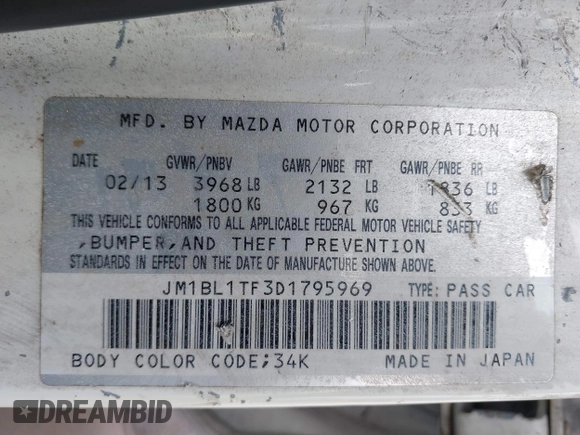 MFD. BY MAZDA MOTOR CORPORATION
DATE GVWR/PNBV GAWR/PNBE FRT GAWR/PNBE RR
02/13 3968 LB 2132 LB 1836 LB
1800 KG 967 KG 833 KG
THIS VEHICLE CONFORMS TO ALL APPLICABLE FEDERAL MOTOR VEHICLE SAFETY
,BUMPER,AND THEFT PREVENTION
STANDARDS IN EFFECT ON THE DATE OF MANUFACTURE SHOWN ABOVE.
JM1BL1TF3D1795969 TYPE: PASS CAR
BODY COLOR CODE;34K MADE IN JAPAN
DREAMBID